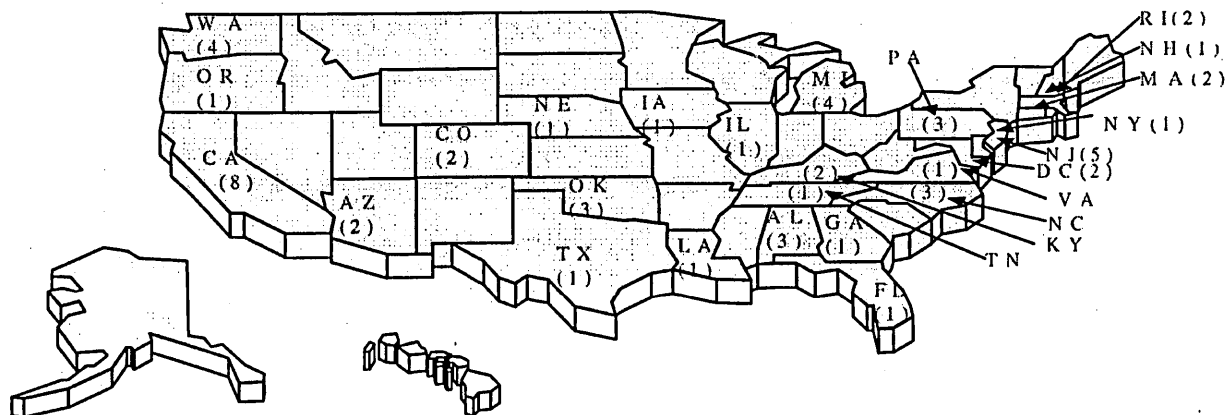 WA
(4)
OR
(1)
CA
(8)
AZ
(2)
CO
(2)
NE
(1)
IA
(1)
IL
(1)
MI
(4)
OK
(3)
TX
(1)
LA
(1)
AL
(3)
GA
(1)
FL
(1)
PA
(3)
(2)
(1)
(1)
(3)
RI(2)
NH(1)
MA(2)
NY(1)
NJ(5)
DC(2)
VA
NC
KY
TN